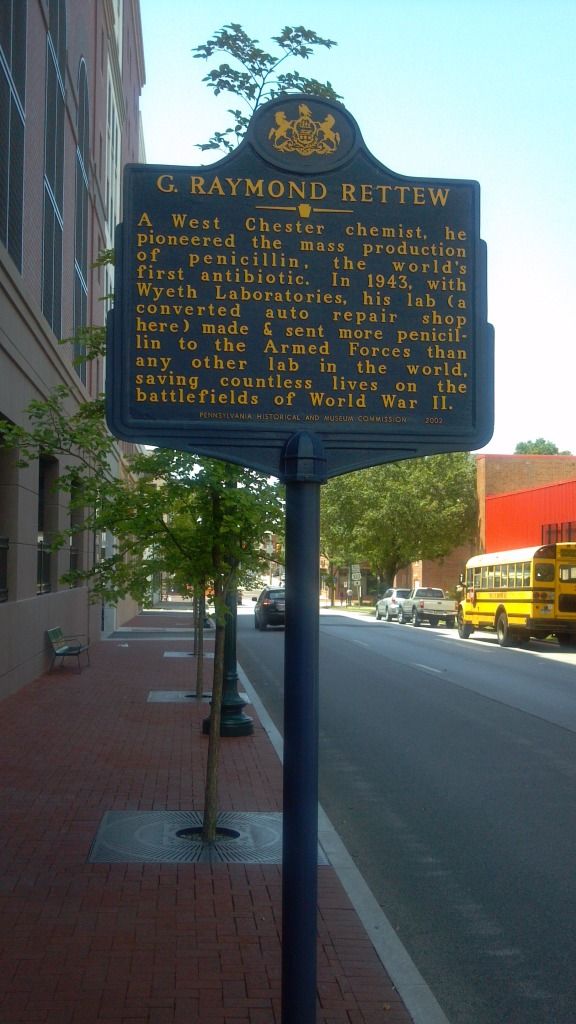 G. RAYMOND RETTEW
A West Chester chemist, he
pioneered the mass production
of penicillin, the world's
first antibiotic. In 1943, with
Wyeth Laboratories, his lab (a
converted auto repair shop
here) made & sent more penicil-
lin to the Armed Forces than
any other lab in the world,
saving countless lives on the
battlefields of World War II.
PENNSYLVANIA HISTORICAL AND MUSEUM COMMISSION 2002